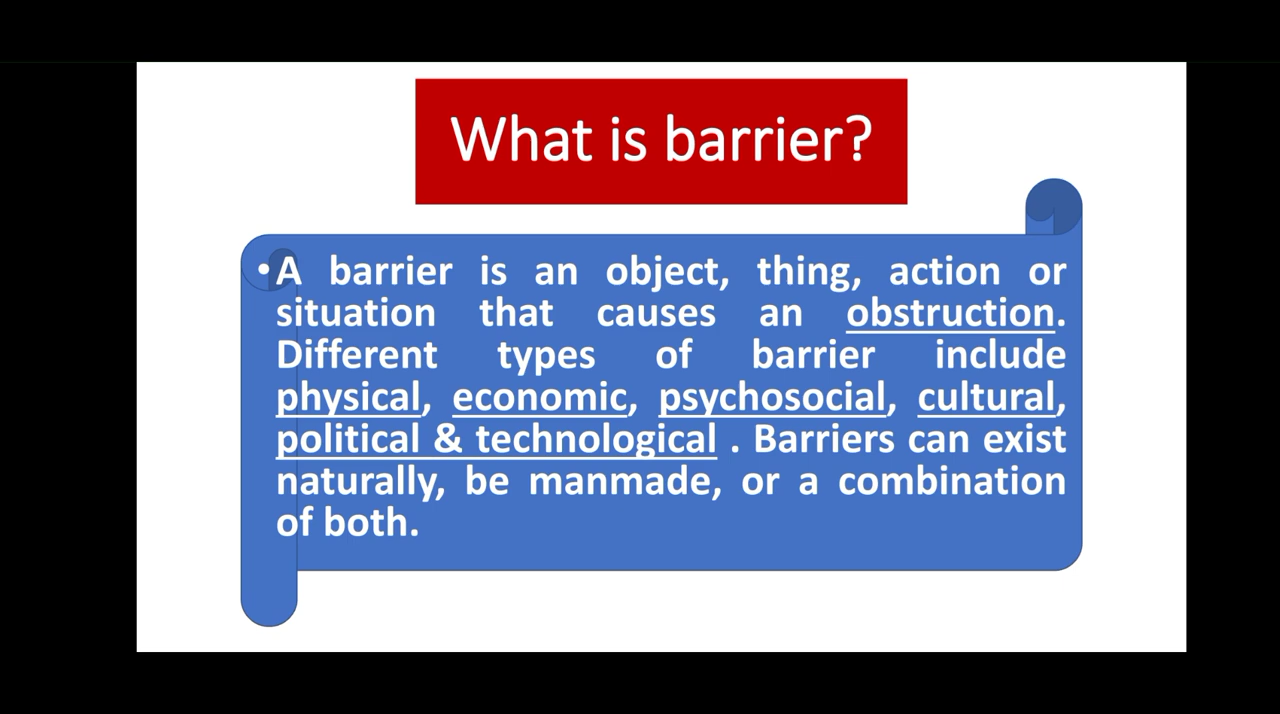 What is barrier?
•A barrier is an object, thing, action or
situation that causes an obstruction.
Different types of barrier include
physical, economic, psychosocial, cultural,
political & technological . Barriers can exist
naturally, be manmade, or a combination
of both.